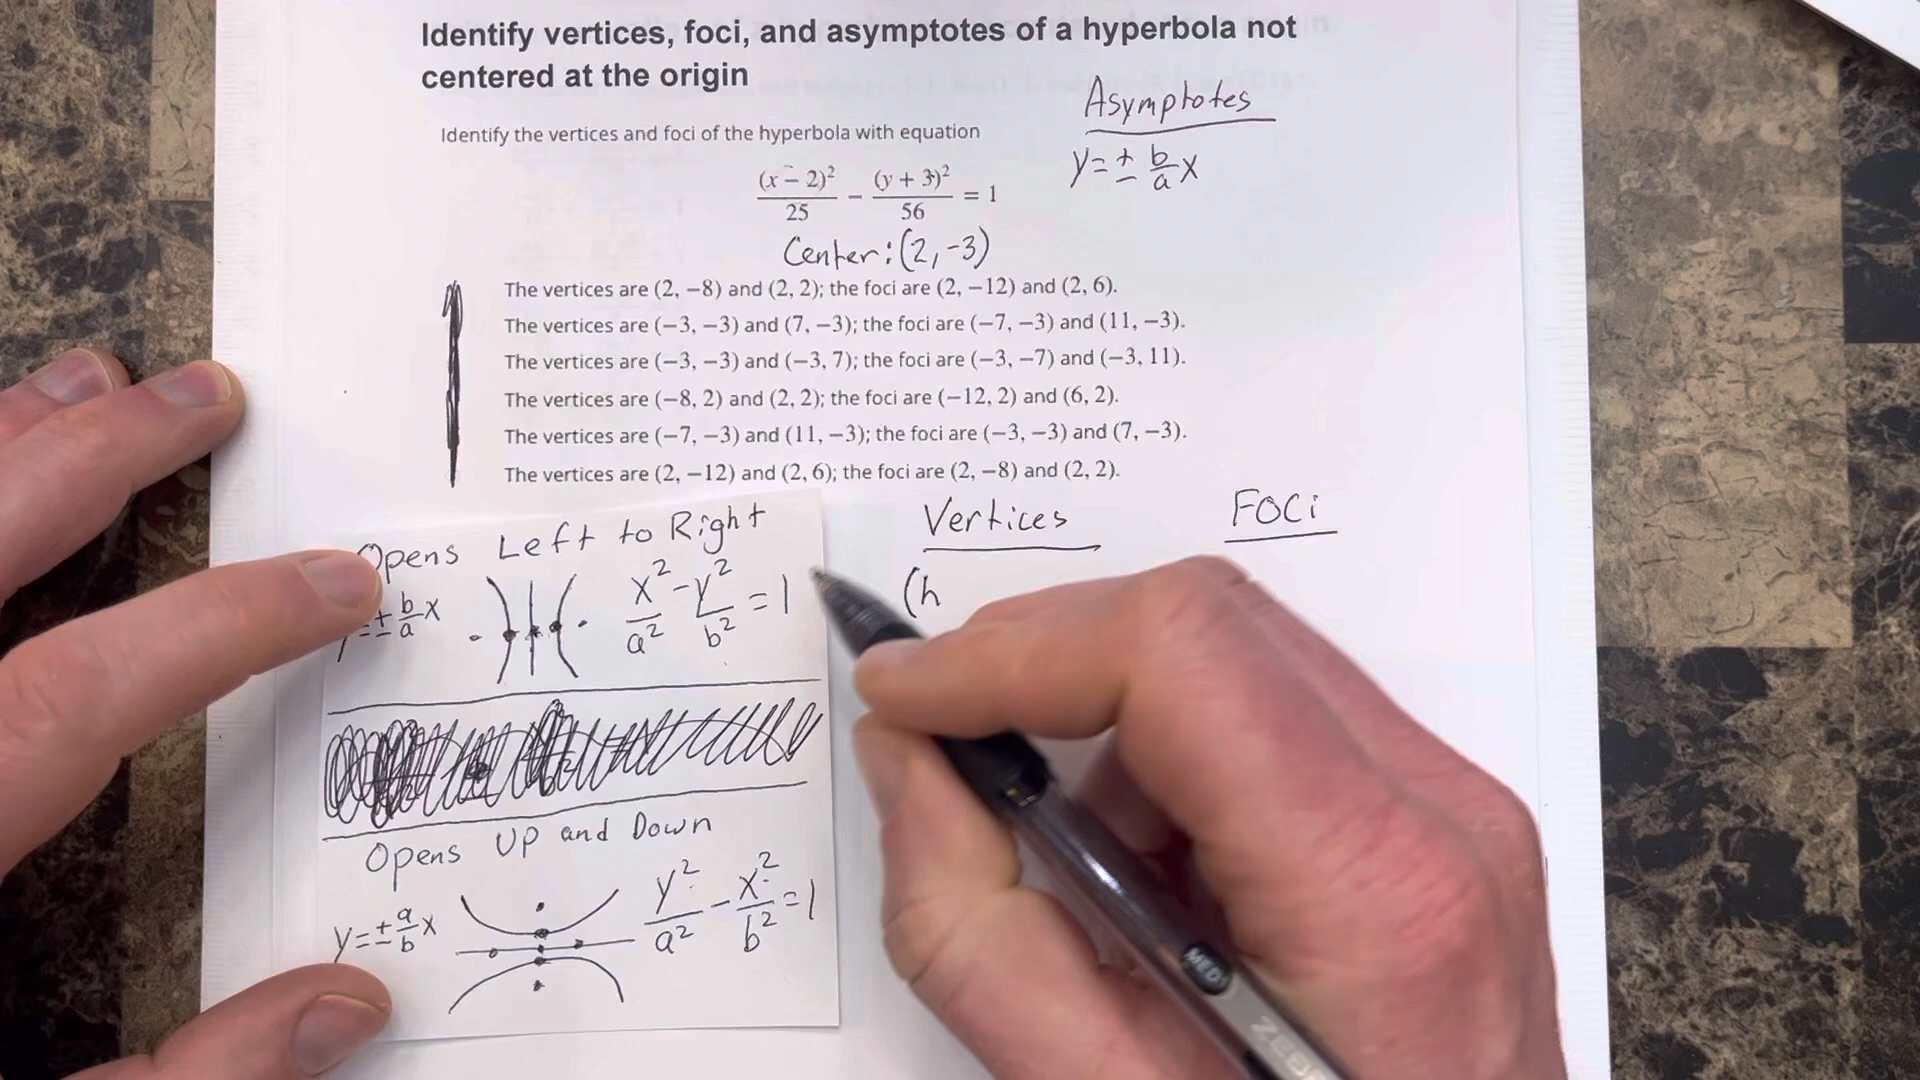 Identify vertices, foci, and asymptotes of a hyperbola not
centered at the origin
Asymptotes
Identify the vertices and foci of the hyperbola with equation
y=± b/a x
(x − 2)²/25 − (y + 3)²/56 = 1
Center: (2, -3)
The vertices are (2, −8) and (2, 2); the foci are (2, −12) and (2, 6).
The vertices are (−3, −3) and (7, −3); the foci are (−7, −3) and (11, −3).
The vertices are (−3, −3) and (−3, 7); the foci are (−3, −7) and (−3, 11).
The vertices are (−8, 2) and (2, 2); the foci are (−12, 2) and (6, 2).
The vertices are (−7, −3) and (11, −3); the foci are (−3, −3) and (7, −3).
The vertices are (2, −12) and (2, 6); the foci are (2, −8) and (2, 2).
Vertices
Foci
(h
Opens Left to Right
y=± b/a x
x²/a² - y²/b² = 1
Opens Up and Down
y=± a/b x
y²/a² - x²/b² = 1
MED